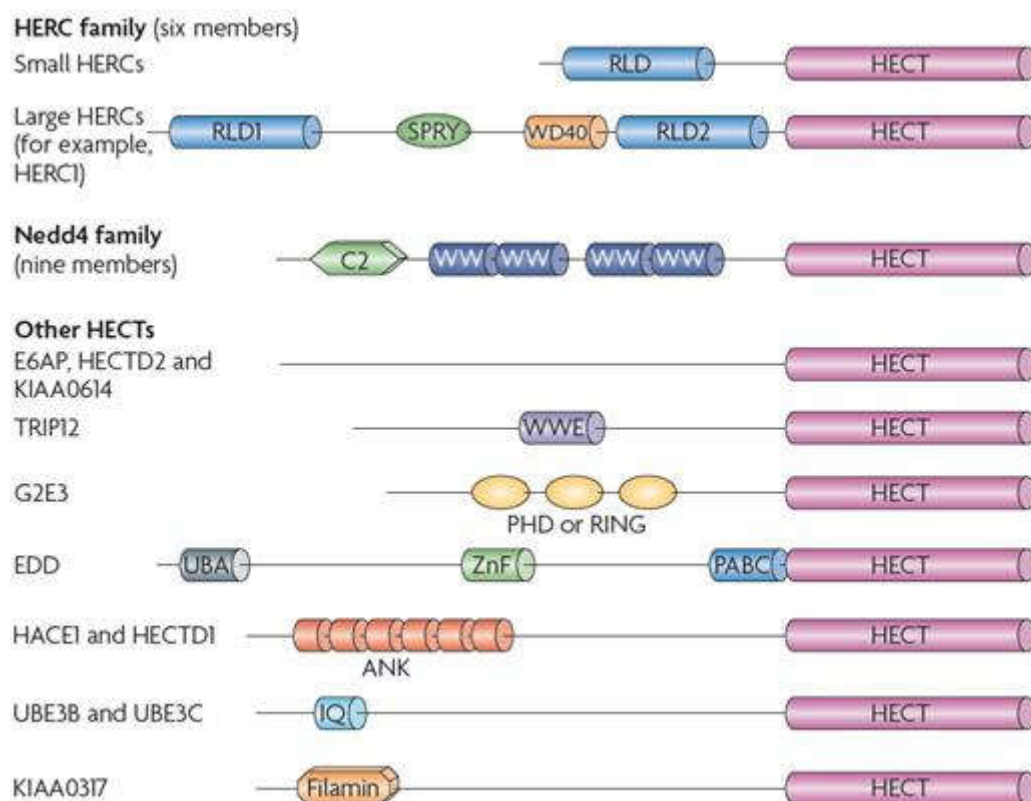 HERC family (six members)
Small HERCs
RLD
HECT
Large HERCs
(for example,
HERC1)
RLD1
SPRY
WD40
RLD2
HECT
Nedd4 family
(nine members)
C2
WW
WW
WW
WW
HECT
Other HECTs
E6AP, HECTD2 and
KIAA0614
HECT
TRIP12
WWE
HECT
G2E3
PHD or RING
HECT
EDD
UBA
ZnF
PABC
HECT
HACE1 and HECTD1
ANK
HECT
UBE3B and UBE3C
IQ
HECT
KIAA0317
Filamin
HECT